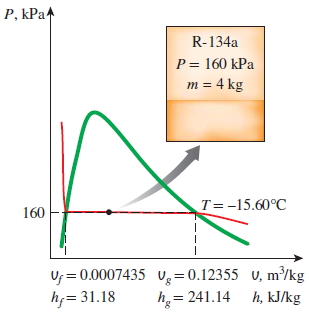 P, kPa
R-134a
P = 160 kPa
m = 4 kg
160
T = –15.60°C
υf = 0.0007435 υg = 0.12355 υ, m³/kg
hf = 31.18 hg = 241.14 h, kJ/kg